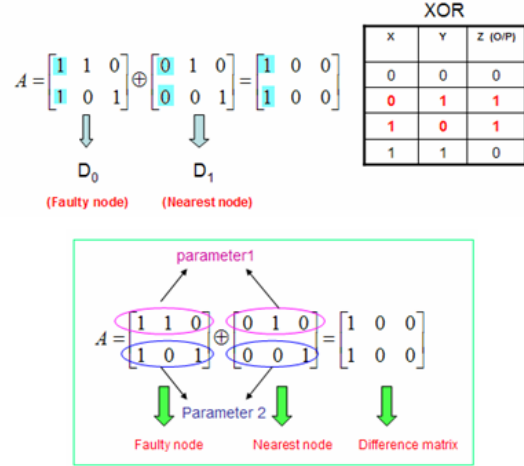 XOR
X Y Z (O/P)
0 0 0
0 1 1
1 0 1
1 1 0
A = [1 1 0 ⊕ [0 1 0 = [1 0 0
1 0 1] 0 0 1] 1 0 0]
D₀ D₁
(Faulty node) (Nearest node)
parameter1
A = [1 1 0 ⊕ [0 1 0 = [1 0 0
1 0 1] 0 0 1] 1 0 0]
Parameter 2
Faulty node Nearest node Difference matrix